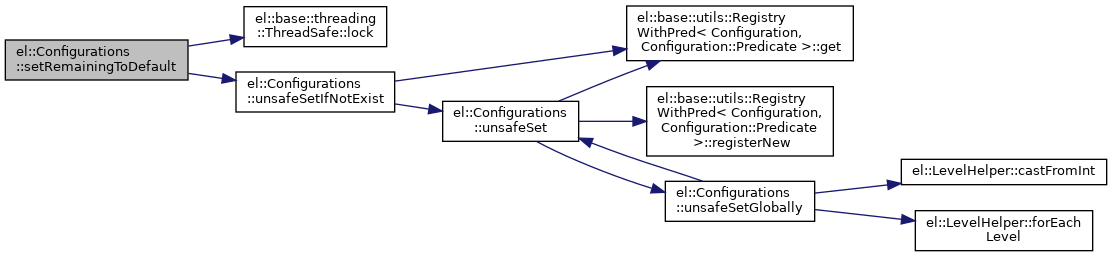 el::Configurations
::setRemainingToDefault
el::base::threading
::ThreadSafe::lock
el::Configurations
::unsafeSetIfNotExist
el::base::utils::Registry
WithPred< Configuration,
Configuration::Predicate >::get
el::Configurations
::unsafeSet
el::base::utils::Registry
WithPred< Configuration,
Configuration::Predicate
>::registerNew
el::Configurations
::unsafeSetGlobally
el::LevelHelper::castFromInt
el::LevelHelper::forEach
Level